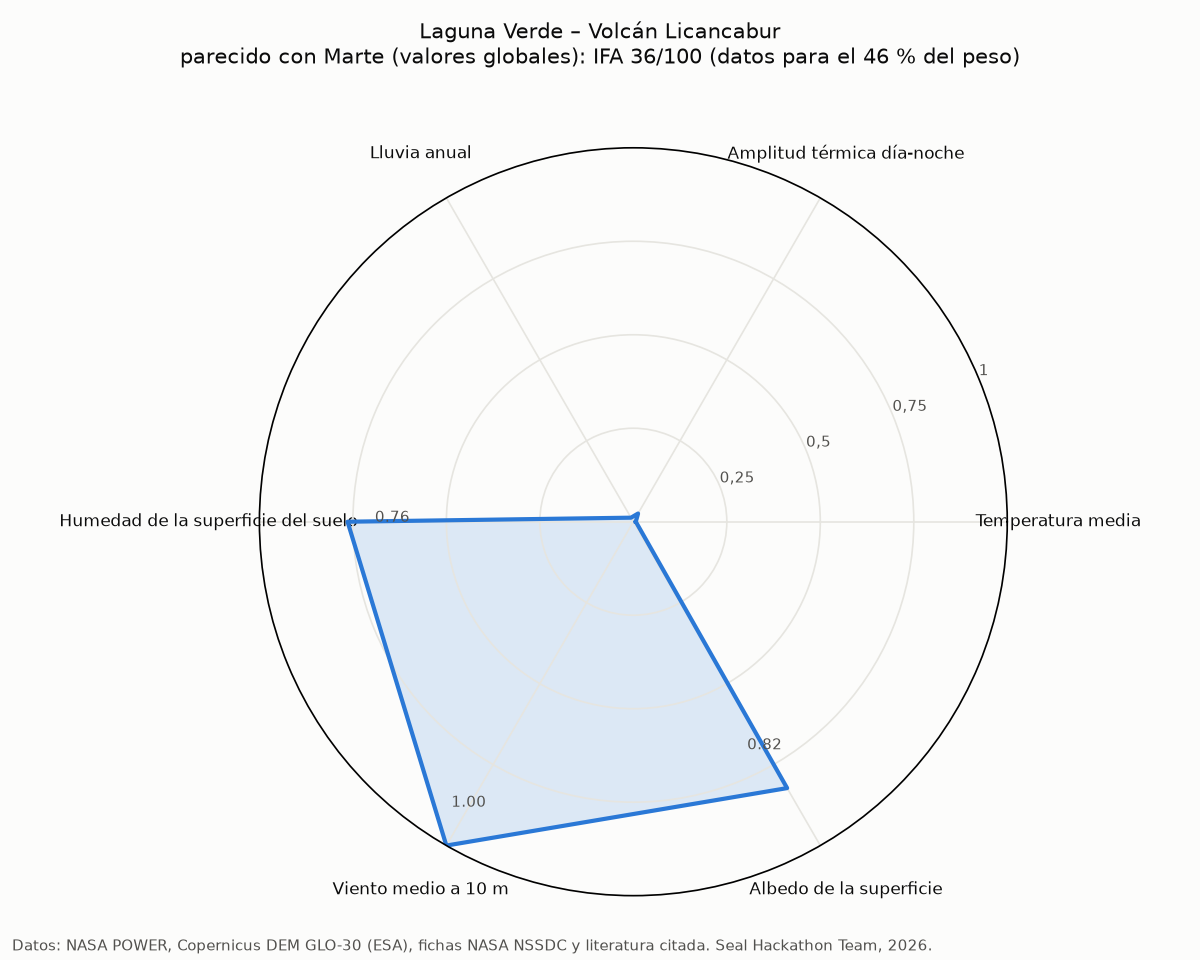 Laguna Verde – Volcán Licancabur
parecido con Marte (valores globales): IFA 36/100 (datos para el 46 % del peso)
Lluvia anual
Amplitud térmica día-noche
1
0,75
0,5
0,25
Humedad de la superficie del suelo
0.76
Temperatura media
0.82
1.00
Viento medio a 10 m
Albedo de la superficie
Datos: NASA POWER, Copernicus DEM GLO-30 (ESA), fichas NASA NSSDC y literatura citada. Seal Hackathon Team, 2026.